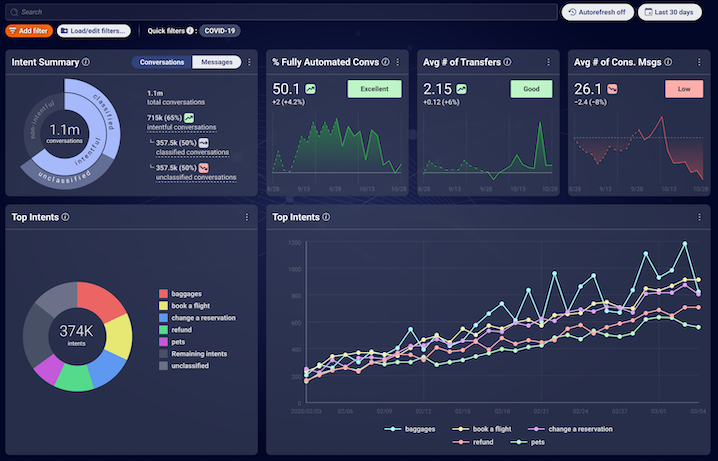 Search
Autorefresh off
Last 30 days
Add filter
Load/edit filters...
Quick filters
:
COVID-19
Intent Summary
Conversations
Messages
non intentful
classified
intentful
unclassified
1.1m
conversations
1.1m
total conversations
715k (65%)
intentful conversations
357.5k (50%)
classified conversations
357.5k (50%)
unclassified conversations
% Fully Automated Convs
50.1
Excellent
+2 (+4.2%)
8/28
9/13
9/28
10/13
10/28
Avg # of Transfers
2.15
Good
+0.12 (+6%)
8/28
9/13
9/28
10/13
10/28
Avg # of Cons. Msgs
26.1
Low
−2.4 (−8%)
8/28
9/13
9/28
10/13
10/28
Top Intents
374K
intents
baggages
book a flight
change a reservation
refund
pets
Remaining intents
unclassified
Top Intents
1200
1000
800
600
400
200
0
2020/02/03
02/06
02/09
02/12
02/15
02/18
02/21
02/24
03/01
03/04
baggages
book a flight
change a reservation
refund
pets